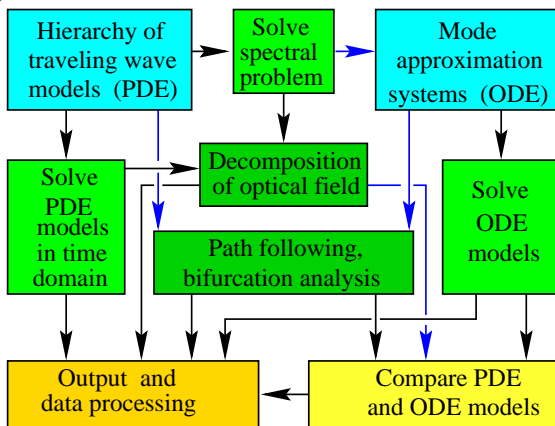 Hierarchy of
traveling wave
models (PDE)
Solve
spectral
problem
Mode
approximation
systems (ODE)
Decomposition
of optical field
Solve
PDE
models
in time
domain
Solve
ODE
models
Path following,
bifurcation analysis
Output and
data processing
Compare PDE
and ODE models